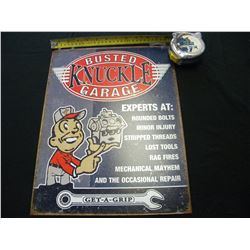 BUSTED
KNUCKLE
GARAGE
EXPERTS AT:
ROUNDED BOLTS
MINOR INJURY
STRIPPED THREADS
LOST TOOLS
RAG FIRES
MECHANICAL MAYHEM
AND THE OCCASIONAL REPAIR
GET-A-GRIP